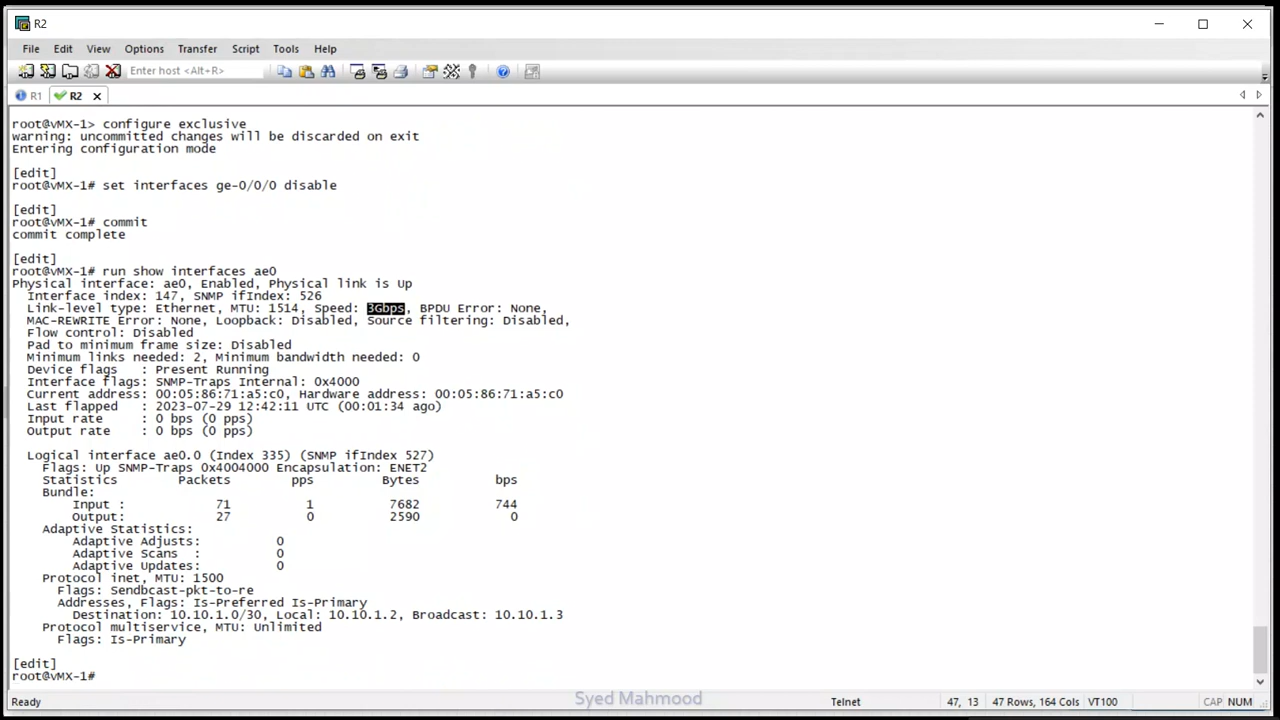 R2
File Edit View Options Transfer Script Tools Help
Enter host <Alt+R>
R1 R2
root@vMX-1> configure exclusive
warning: uncommitted changes will be discarded on exit
Entering configuration mode
[edit]
root@vMX-1# set interfaces ge-0/0/0 disable
[edit]
root@vMX-1# commit
commit complete
[edit]
root@vMX-1# run show interfaces ae0
Physical interface: ae0, Enabled, Physical link is Up
Interface index: 147, SNMP ifIndex: 526
Link-level type: Ethernet, MTU: 1514, Speed: 3Gbps, BPDU Error: None,
MAC-REWRITE Error: None, Loopback: Disabled, Source filtering: Disabled,
Flow control: Disabled
Pad to minimum frame size: Disabled
Minimum links needed: 2, Minimum bandwidth needed: 0
Device flags : Present Running
Interface flags: SNMP-Traps Internal: 0x4000
Current address: 00:05:86:71:a5:c0, Hardware address: 00:05:86:71:a5:c0
Last flapped : 2023-07-29 12:42:11 UTC (00:01:34 ago)
Input rate : 0 bps (0 pps)
Output rate : 0 bps (0 pps)
Logical interface ae0.0 (Index 335) (SNMP ifIndex 527)
Flags: Up SNMP-Traps 0x4004000 Encapsulation: ENET2
Statistics Packets pps Bytes bps
Bundle:
Input : 71 1 7682 744
Output: 27 0 2590 0
Adaptive Statistics:
Adaptive Adjusts: 0
Adaptive Scans : 0
Adaptive Updates: 0
Protocol inet, MTU: 1500
Flags: Sendbcast-pkt-to-re
Addresses, Flags: Is-Preferred Is-Primary
Destination: 10.10.1.0/30, Local: 10.10.1.2, Broadcast: 10.10.1.3
Protocol multiservice, MTU: Unlimited
Flags: Is-Primary
[edit]
root@vMX-1#
Syed Mahmood
Ready Telnet 47, 13 47 Rows, 164 Cols VT100 CAP NUM